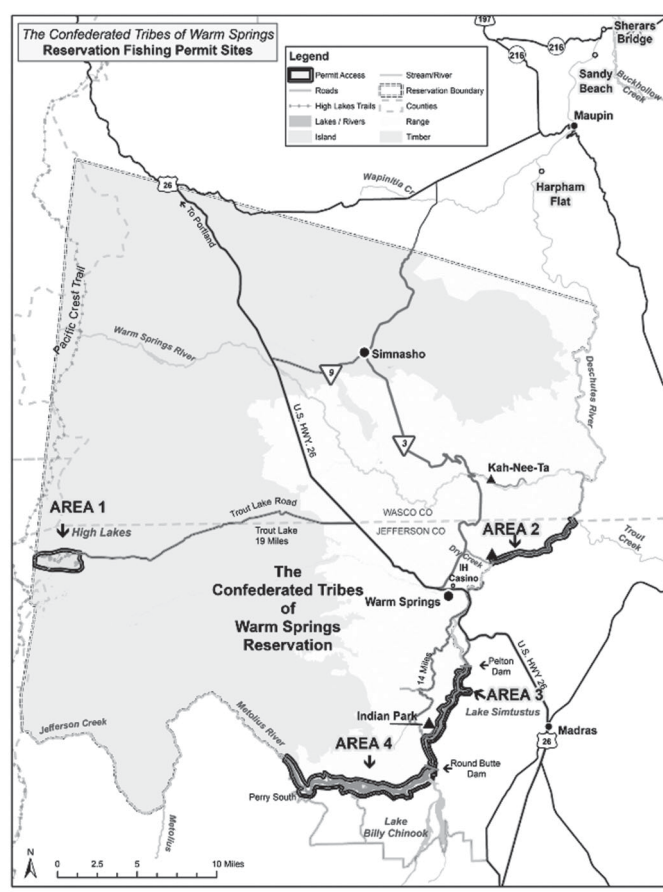 The Confederated Tribes of Warm Springs
Reservation Fishing Permit Sites
Legend
Permit Access
Stream/River
Roads
Reservation Boundary
High Lakes Trails
Counties
Lakes / Rivers
Range
Island
Timber
197
216
216
Sherars
Bridge
Sandy
Beach
Buckhollow
Creek
Maupin
Harpham
Flat
Wapinitia Cr.
26
To Portland
Pacific Crest Trail
Warm Springs River
Simnasho
9
3
Deschutes River
U.S. HWY. 26
Kah-Nee-Ta
AREA 1
High Lakes
Trout Lake Road
Trout Lake
19 Miles
WASCO CO
JEFFERSON CO
AREA 2
Trout
Creek
Dry Creek
IH
Casino
Warm Springs
The
Confederated Tribes
of
Warm Springs
Reservation
14 Miles
Pelton
Dam
U.S. HWY 26
AREA 3
Lake Simtustus
Indian Park
Madras
26
Jefferson Creek
Metolius River
AREA 4
Round Butte
Dam
Perry South
Metolius
Lake
Billy Chinook
N
0 2.5 5 10 Miles